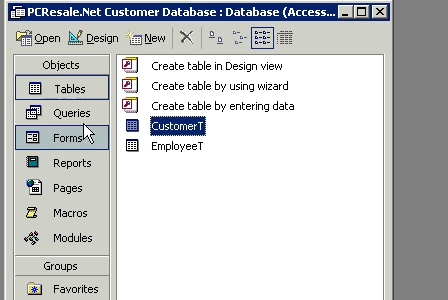 PCResale.Net Customer Database : Database (Access...
Open Design New
Objects
Tables
Queries
Forms
Reports
Pages
Macros
Modules
Groups
Favorites
Create table in Design view
Create table by using wizard
Create table by entering data
CustomerT
EmployeeT